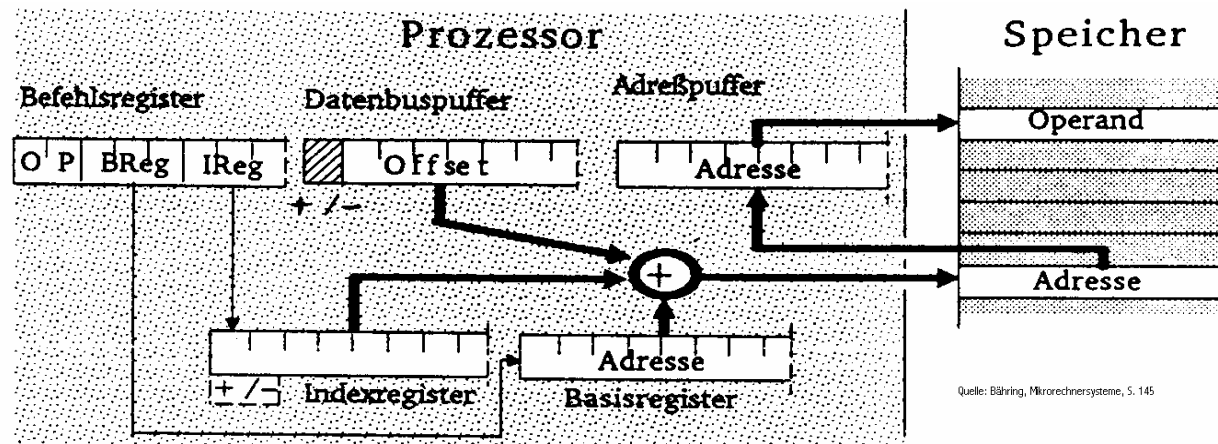 Prozessor
Speicher
Befehlsregister
Datenbuspuffer
Adreßpuffer
O P
BReg
IReg
Offset
Adresse
Operand
+ / -
+
Adresse
Adresse
+ / -
Indexregister
Basisregister
Quelle: Bähring, Mikrorechnersysteme, S. 145